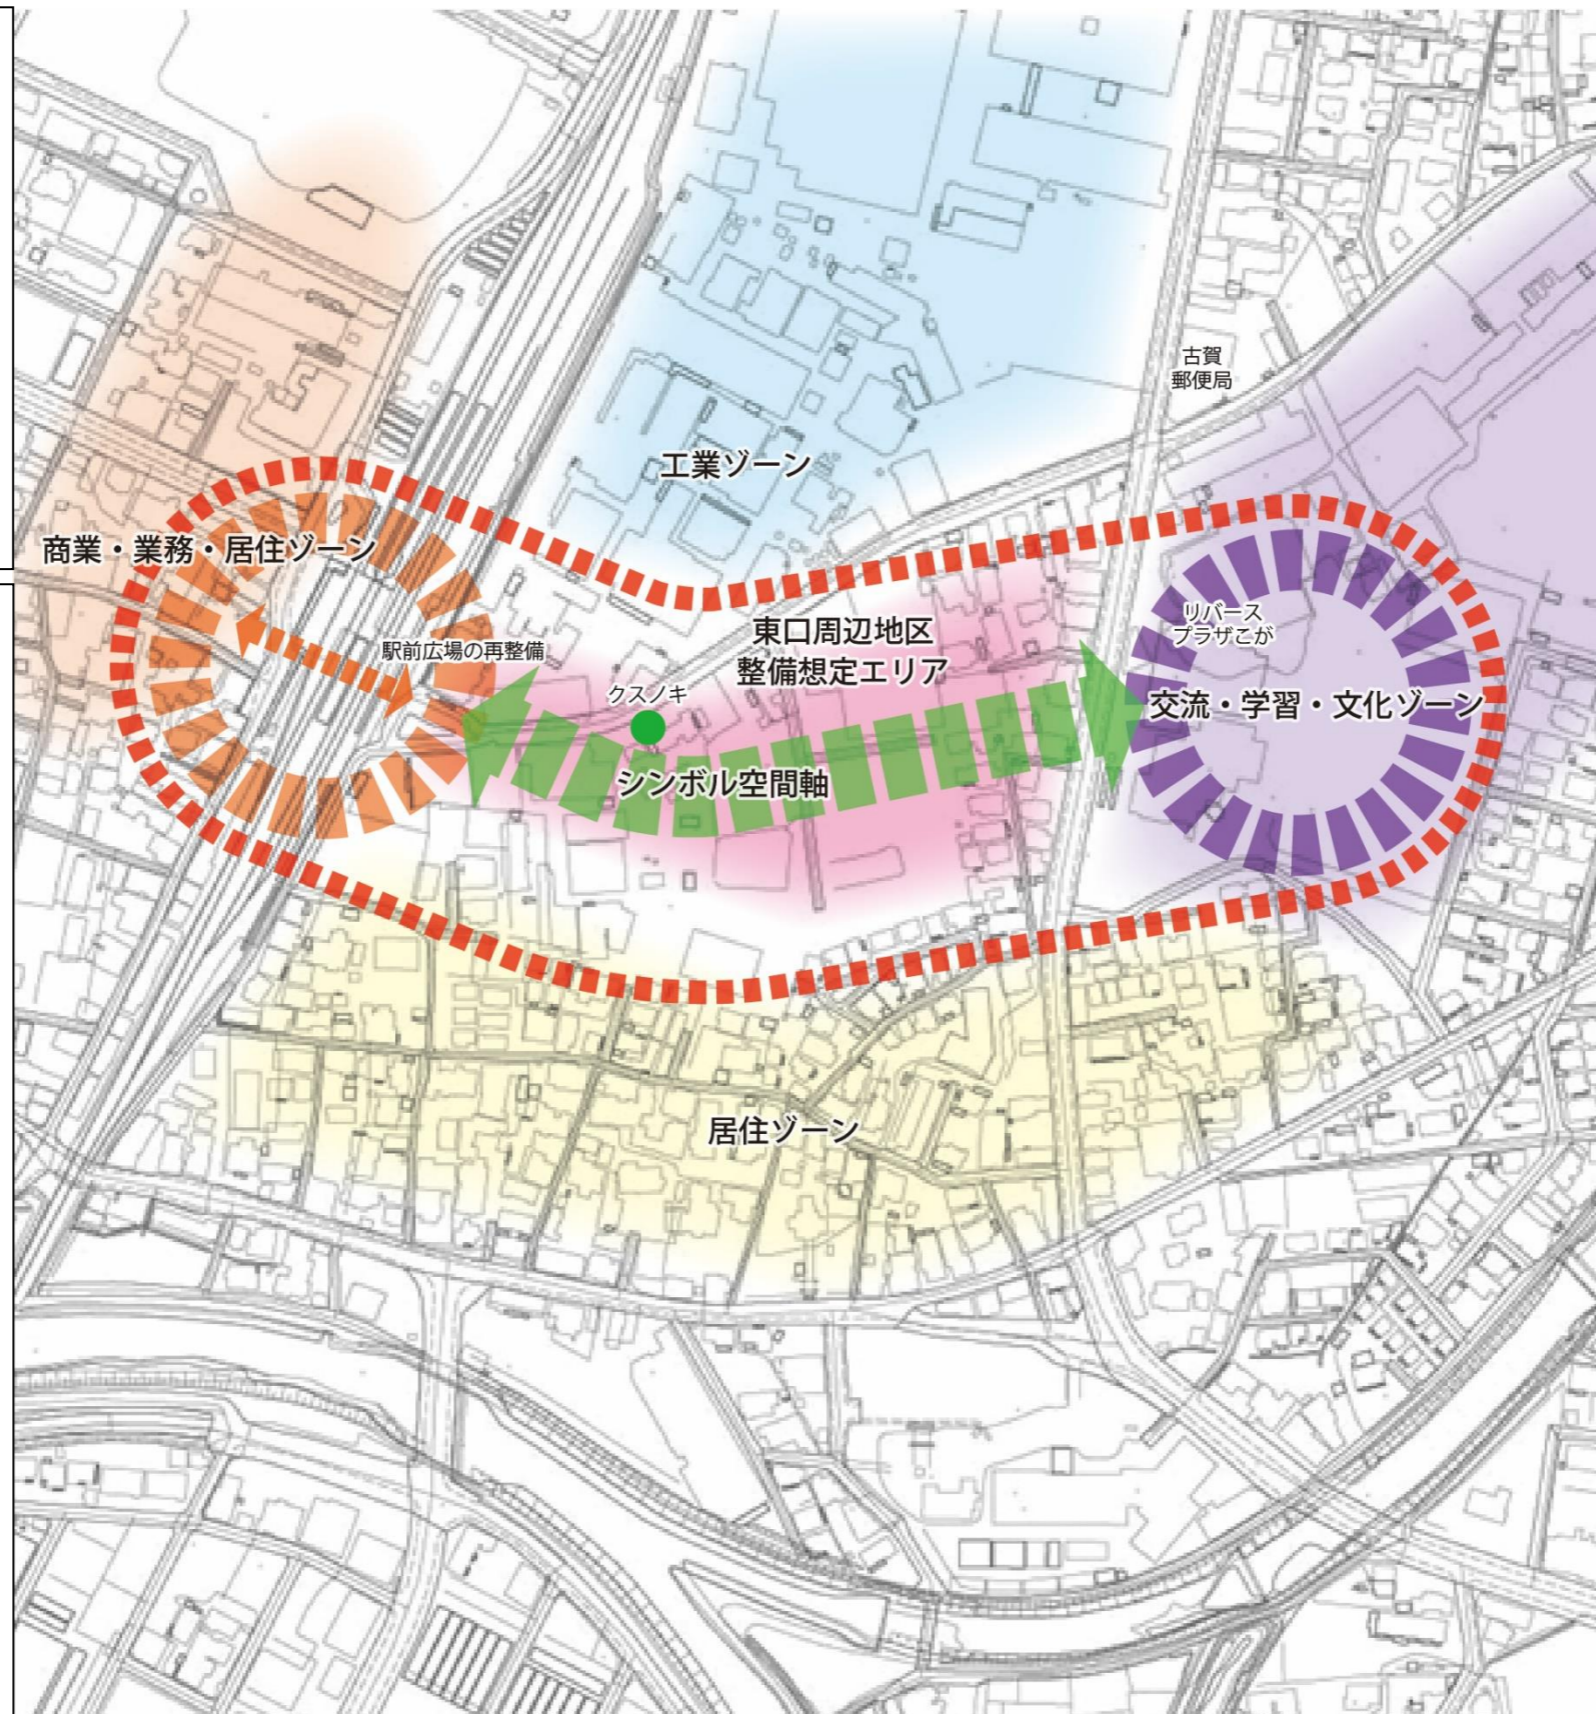 古賀
郵便局
工業ゾーン
商業・業務・居住ゾーン
リバース
プラザこが
東口周辺地区
整備想定エリア
駅前広場の再整備
クスノキ
交流・学習・文化ゾーン
シンボル空間軸
居住ゾーン